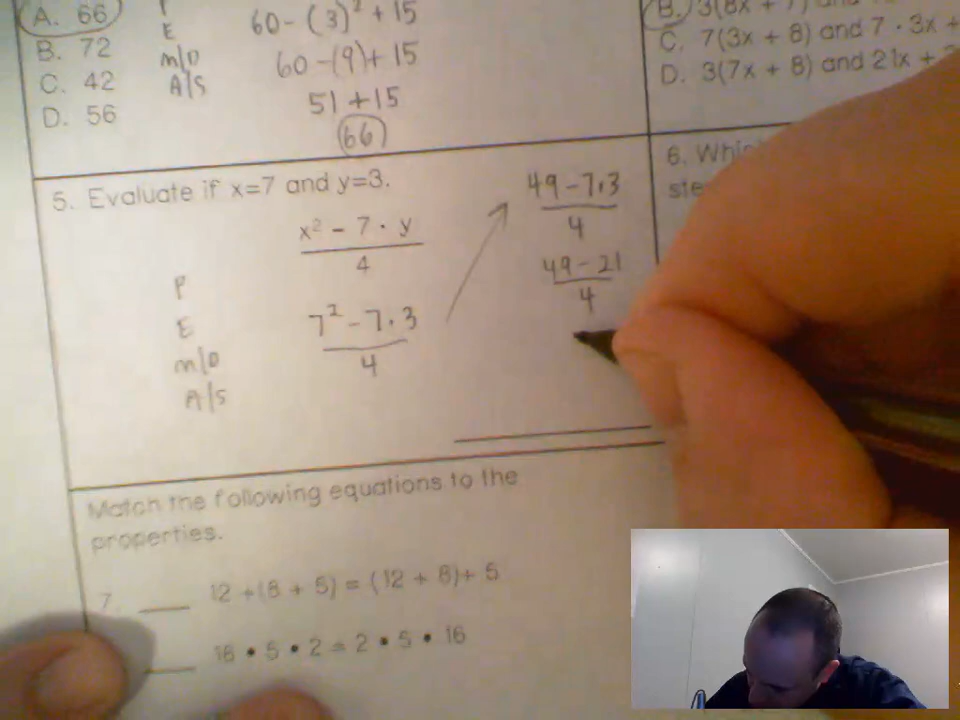 A. 66
B. 72
C. 42
D. 56
E
m/D
A/S
60 - (3)² + 15
60 - (9) + 15
51 + 15
66
B. 3(8x + 7) and
C. 7(3x + 8) and 7 · 3x +
D. 3(7x + 8) and 21x +
5. Evaluate if x=7 and y=3.
x² - 7 · y
4
P
E
m/D
A/S
7² - 7 · 3
4
49 - 7 · 3
4
49 - 21
4
6.
Match the following equations to the
properties.
7. ____ 12 + (8 + 5) = (12 + 8) + 5
____ 16 • 5 • 2 = 2 • 5 • 16